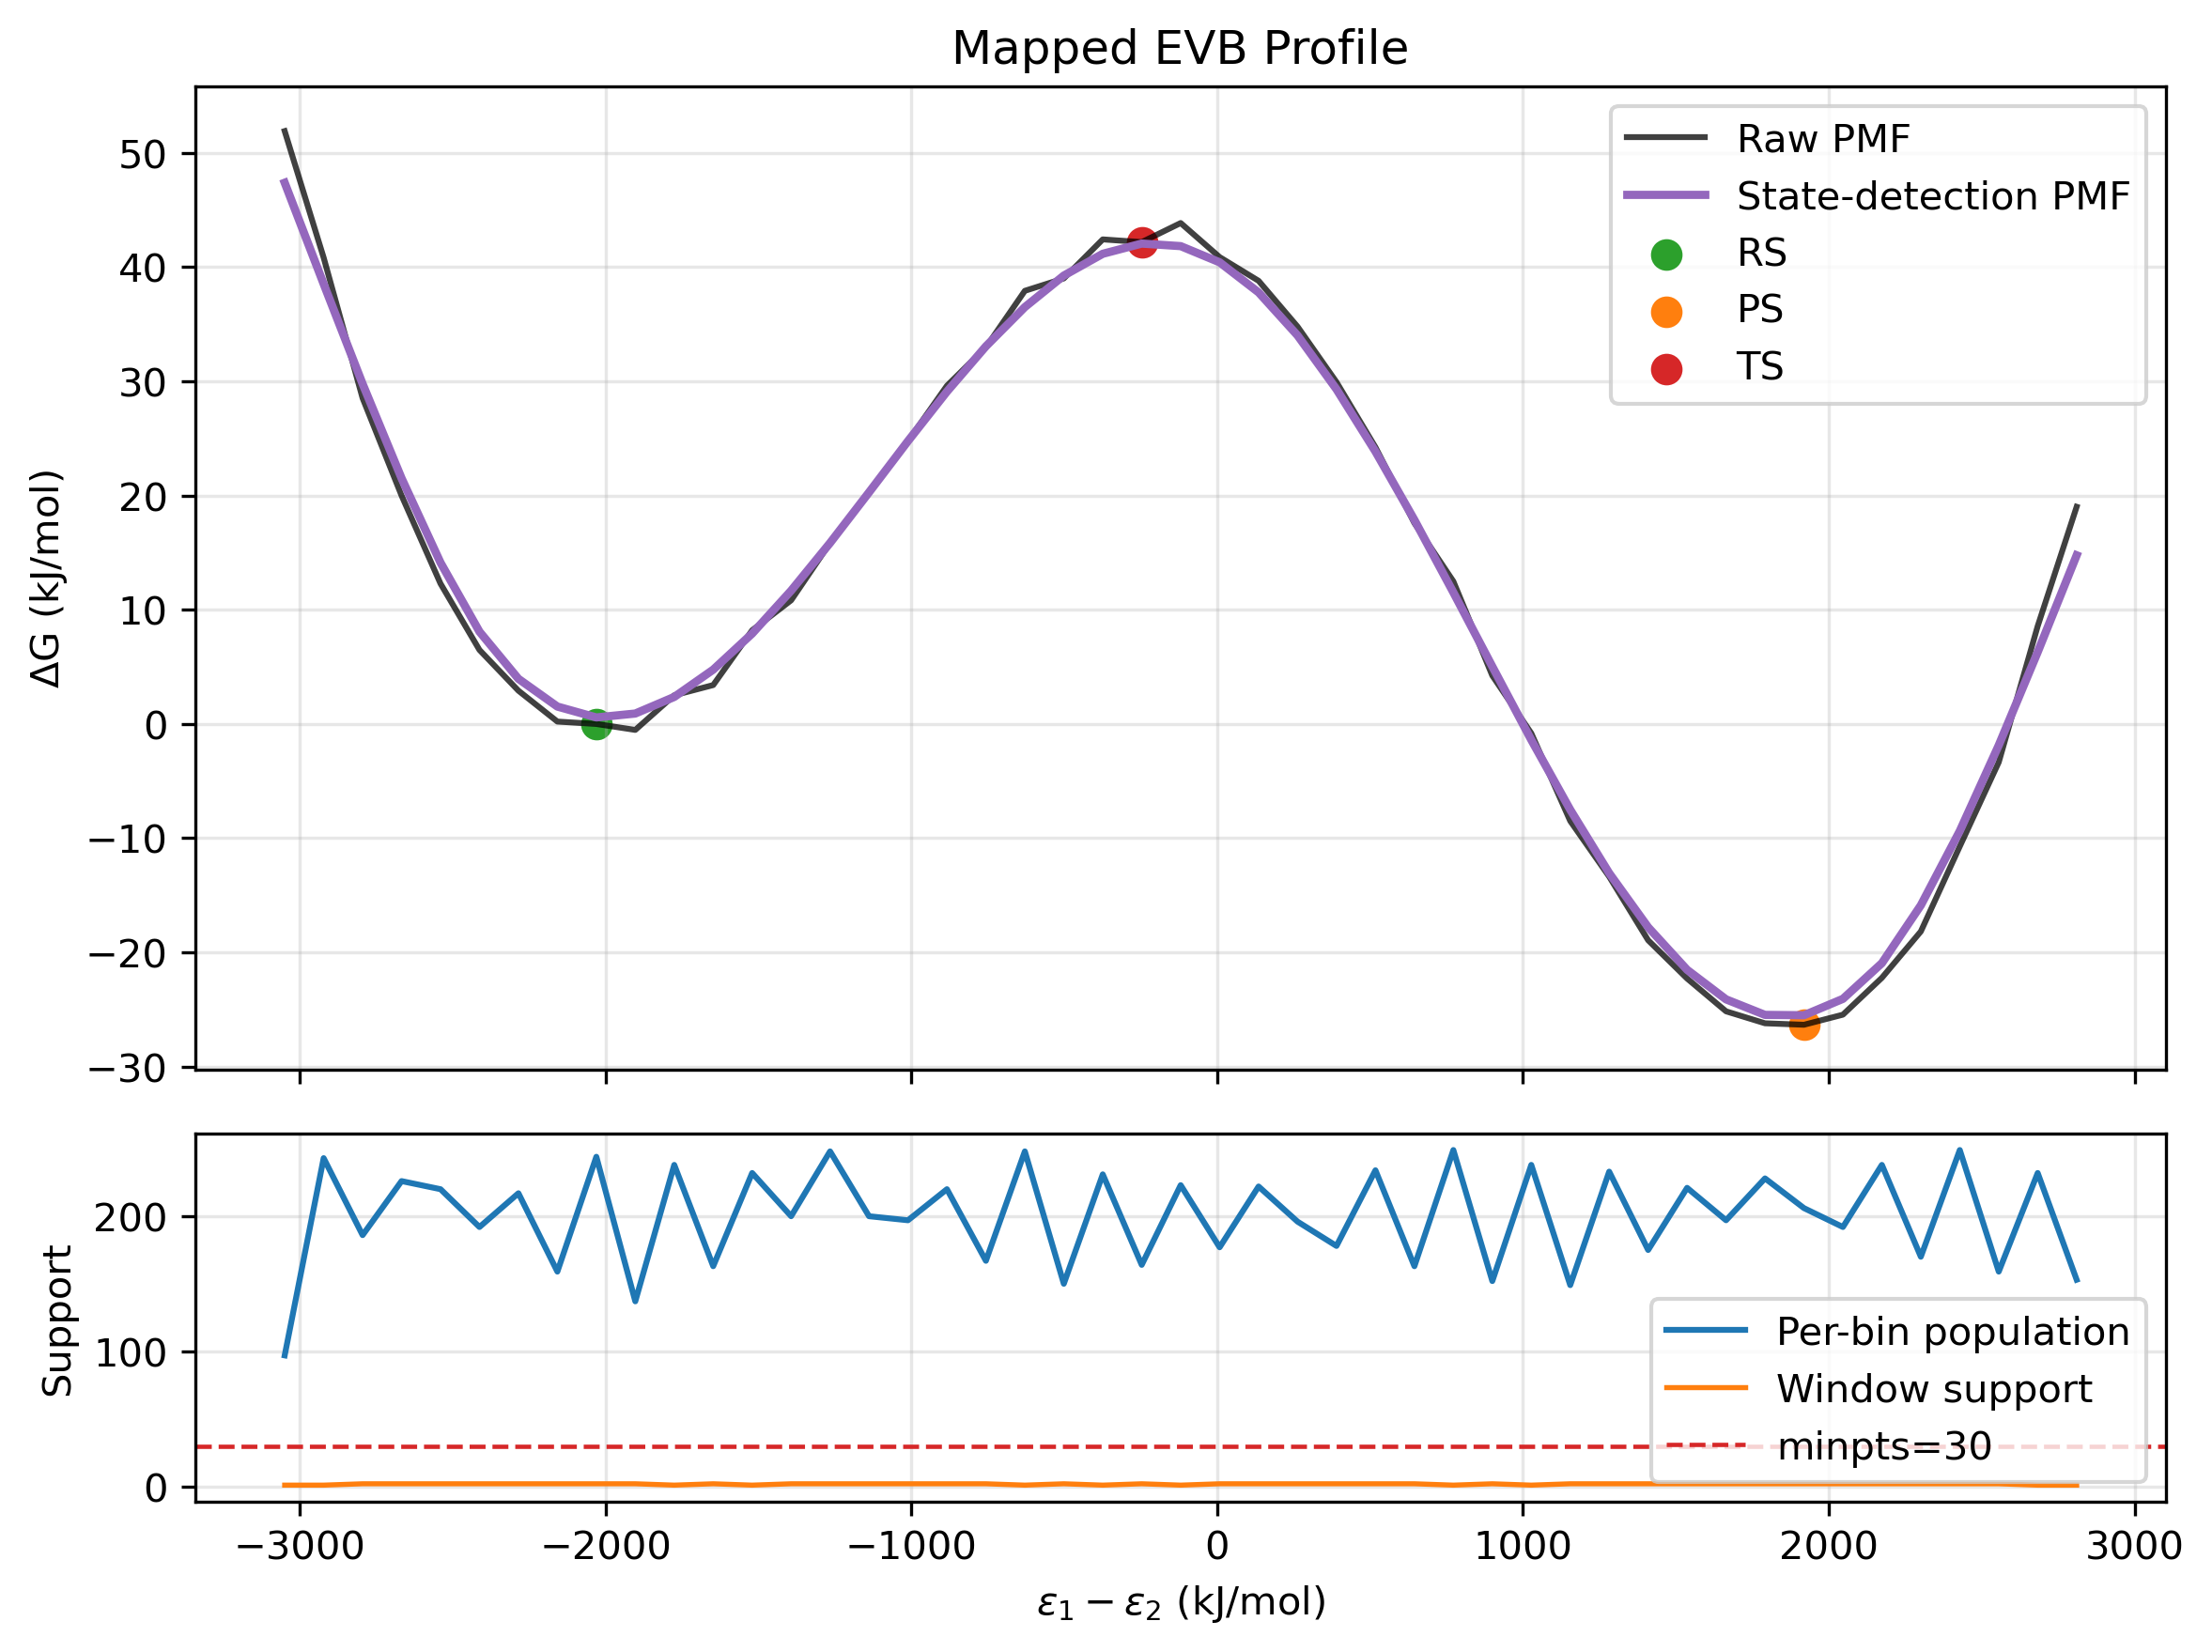 Mapped EVB Profile
ΔG (kJ/mol)
50
40
30
20
10
0
−10
−20
−30
Raw PMF
State-detection PMF
RS
PS
TS
Support
200
100
0
Per-bin population
Window support
minpts=30
−3000 −2000 −1000 0 1000 2000 3000
ε₁ − ε₂ (kJ/mol)